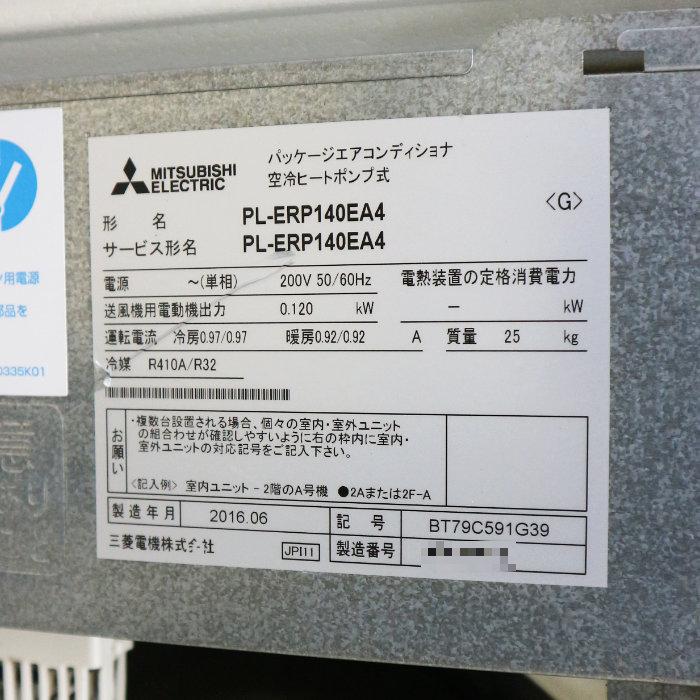 MITSUBISHI
ELECTRIC
パッケージエアコンディショナ
空冷ヒートポンプ式
<G>
形 名 PL-ERP140EA4
サービス形名 PL-ERP140EA4
電源 ～(単相) 200V 50/60Hz
電熱装置の定格消費電力
送風機用電動機出力 0.120 kW
— kW
運転電流 冷房0.97/0.97 暖房0.92/0.92 A
質量 25 kg
冷媒 R410A/R32
お願い
・複数台設置される場合、個々の室内・室外ユニット
の組合わせが確認しやすいように右の枠内に室内・
室外ユニットの対応記号をご記入下さい。
<記入例> 室内ユニット-2階のA号機 ●2Aまたは2F-A
製造年月 2016.06
記号 BT79C591G39
三菱電機株式会社
JPI11
製造番号
用電源
部品を
0335K01